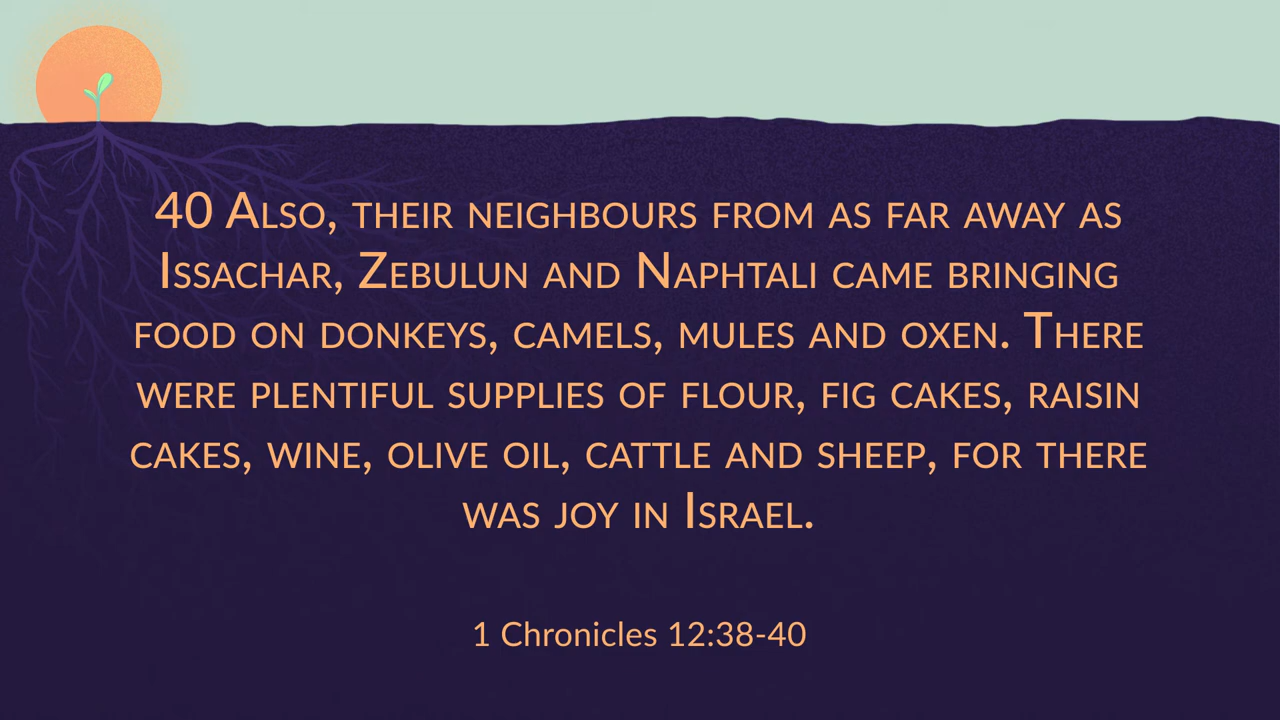 40 Also, their neighbours from as far away as
Issachar, Zebulun and Naphtali came bringing
food on donkeys, camels, mules and oxen. There
were plentiful supplies of flour, fig cakes, raisin
cakes, wine, olive oil, cattle and sheep, for there
was joy in Israel.
1 Chronicles 12:38-40